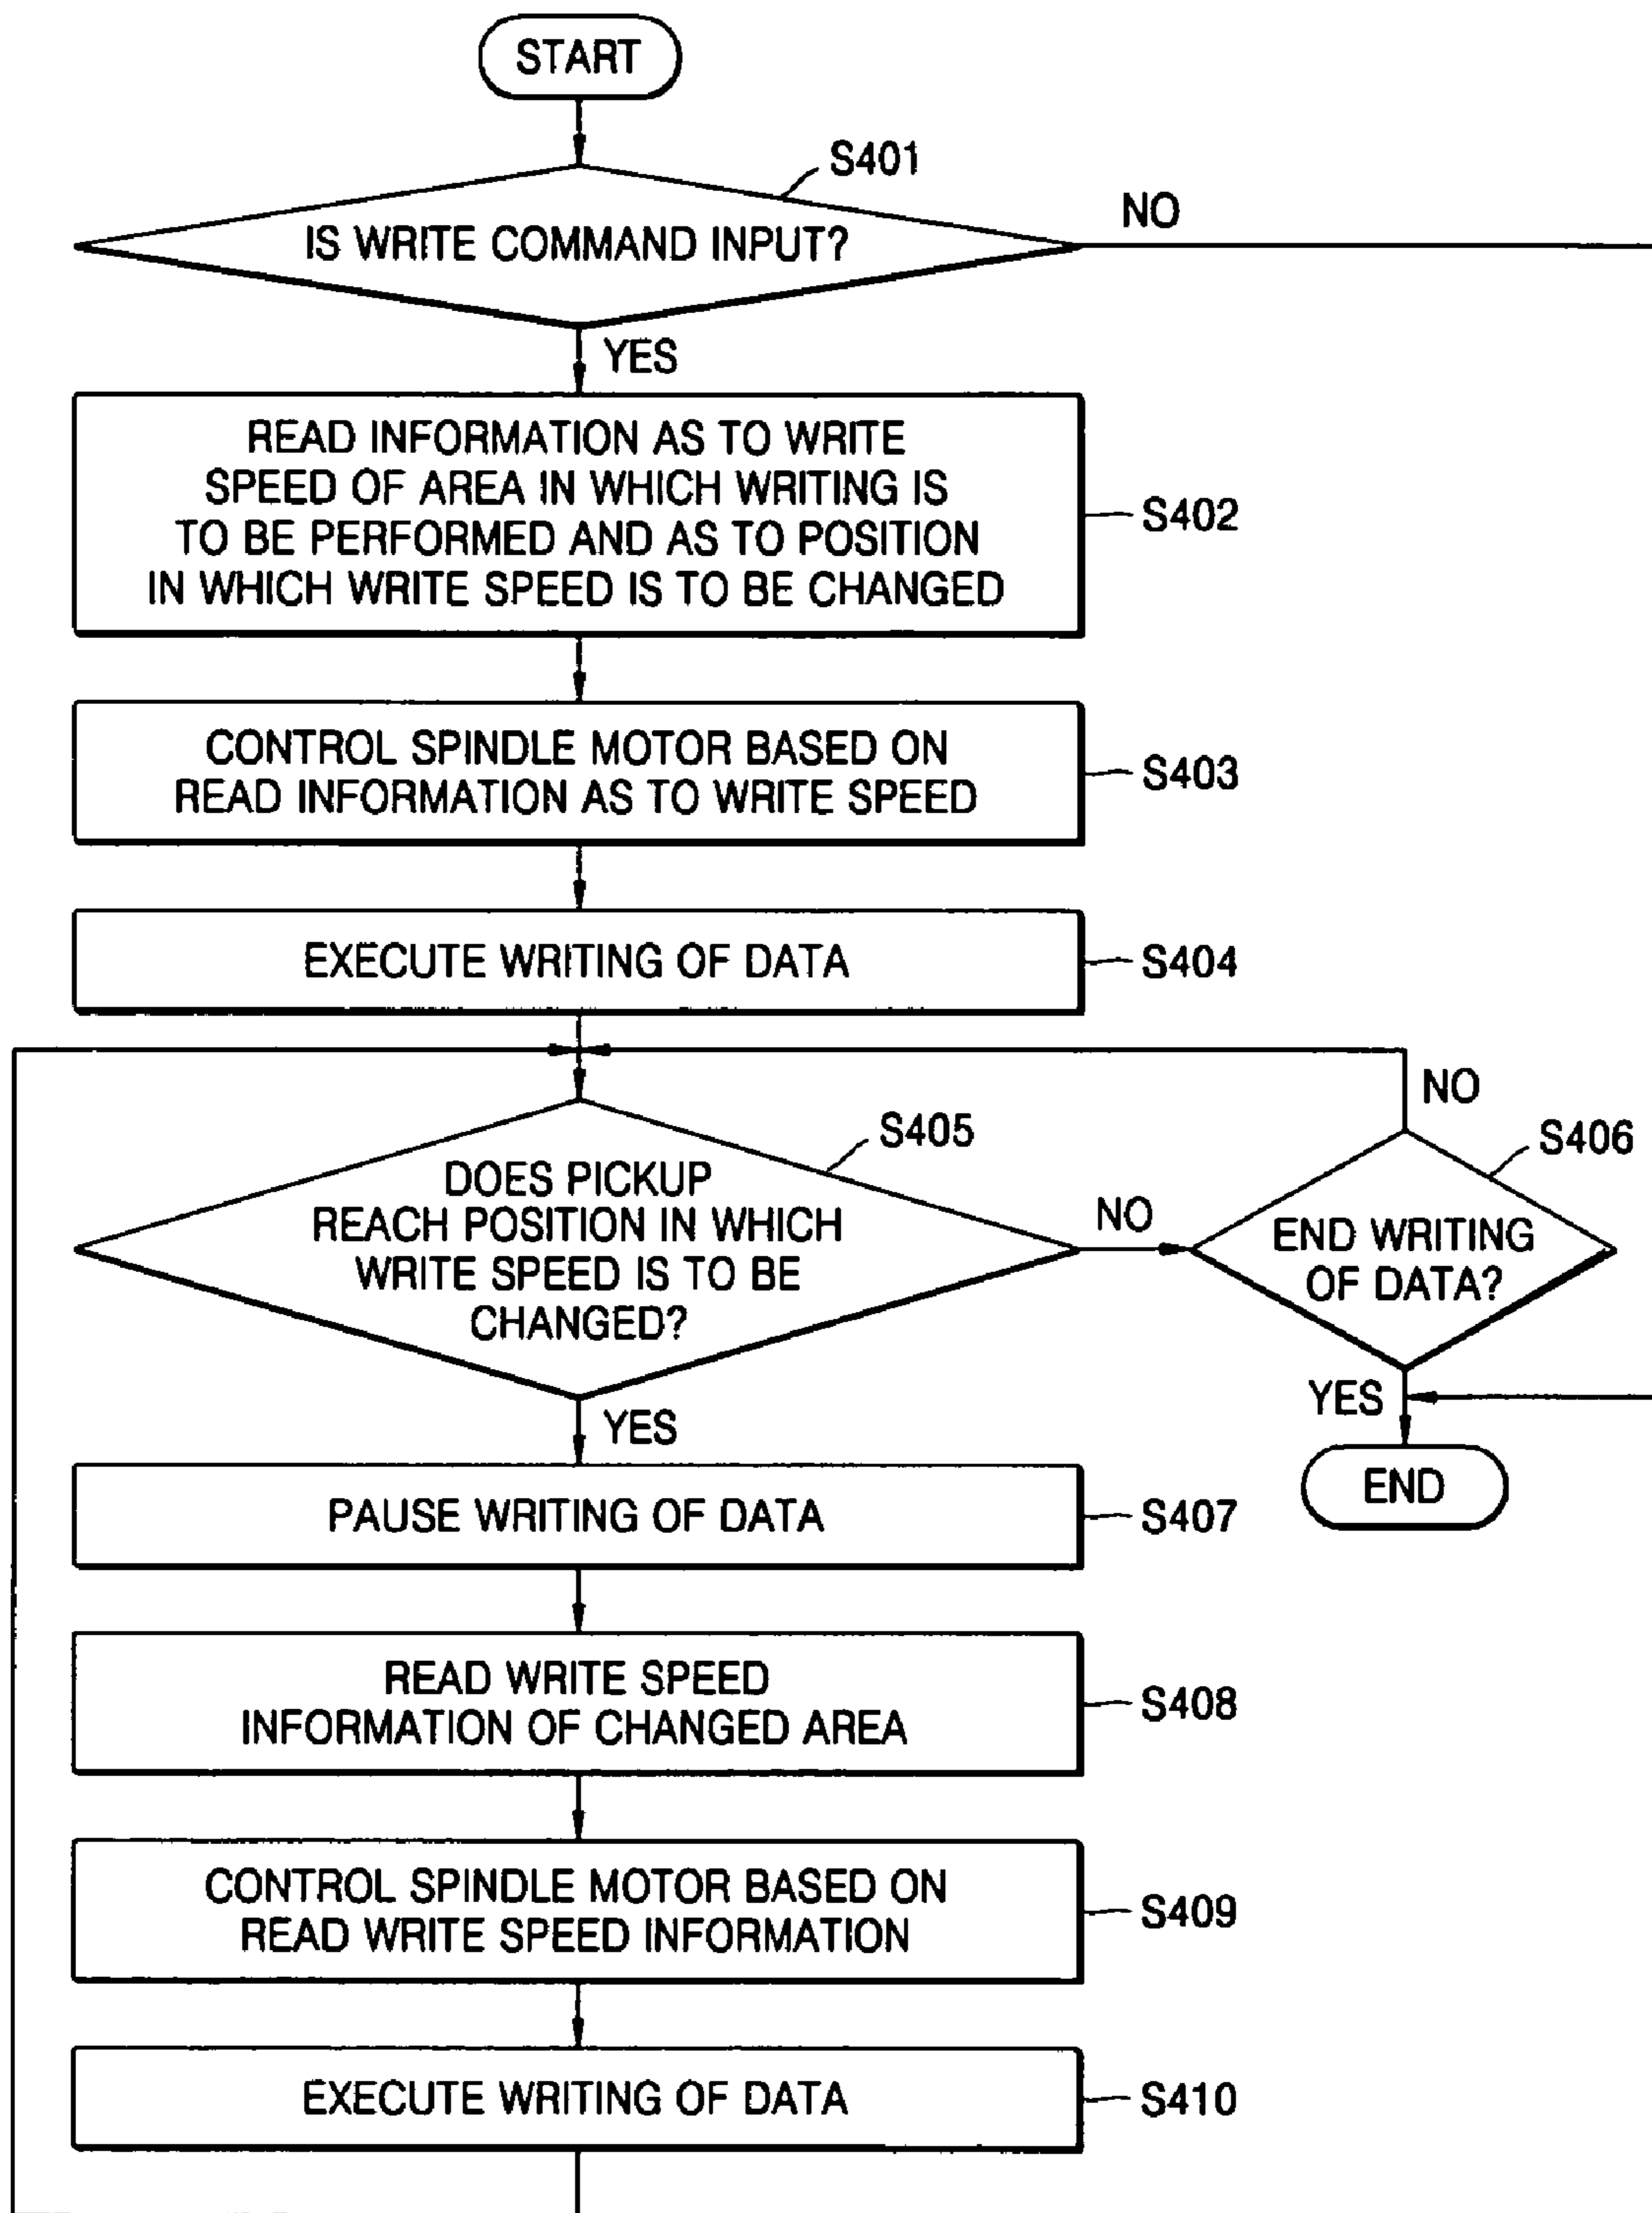 START
S401
IS WRITE COMMAND INPUT?
NO
YES
READ INFORMATION AS TO WRITE
SPEED OF AREA IN WHICH WRITING IS
TO BE PERFORMED AND AS TO POSITION
IN WHICH WRITE SPEED IS TO BE CHANGED
S402
CONTROL SPINDLE MOTOR BASED ON
READ INFORMATION AS TO WRITE SPEED
S403
EXECUTE WRITING OF DATA
S404
DOES PICKUP
REACH POSITION IN WHICH
WRITE SPEED IS TO BE
CHANGED?
S405
NO
END WRITING
OF DATA?
S406
NO
YES
END
YES
PAUSE WRITING OF DATA
S407
READ WRITE SPEED
INFORMATION OF CHANGED AREA
S408
CONTROL SPINDLE MOTOR BASED ON
READ WRITE SPEED INFORMATION
S409
EXECUTE WRITING OF DATA
S410